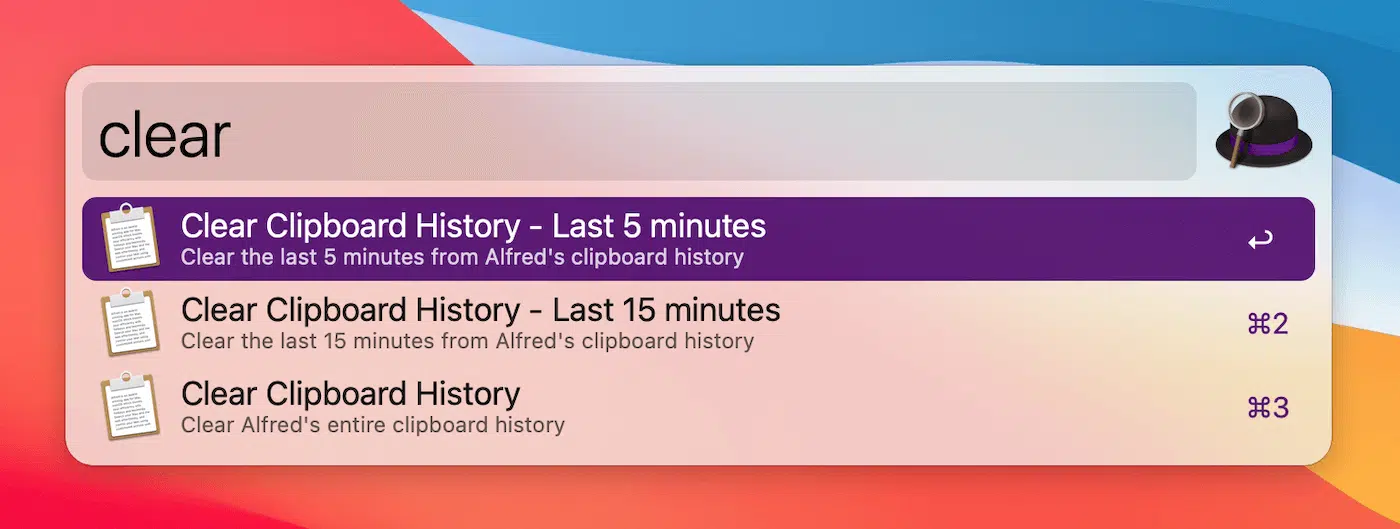 clear
Clear Clipboard History - Last 5 minutes
Clear the last 5 minutes from Alfred's clipboard history
↩
Clear Clipboard History - Last 15 minutes
Clear the last 15 minutes from Alfred's clipboard history
⌘2
Clear Clipboard History
Clear Alfred's entire clipboard history
⌘3